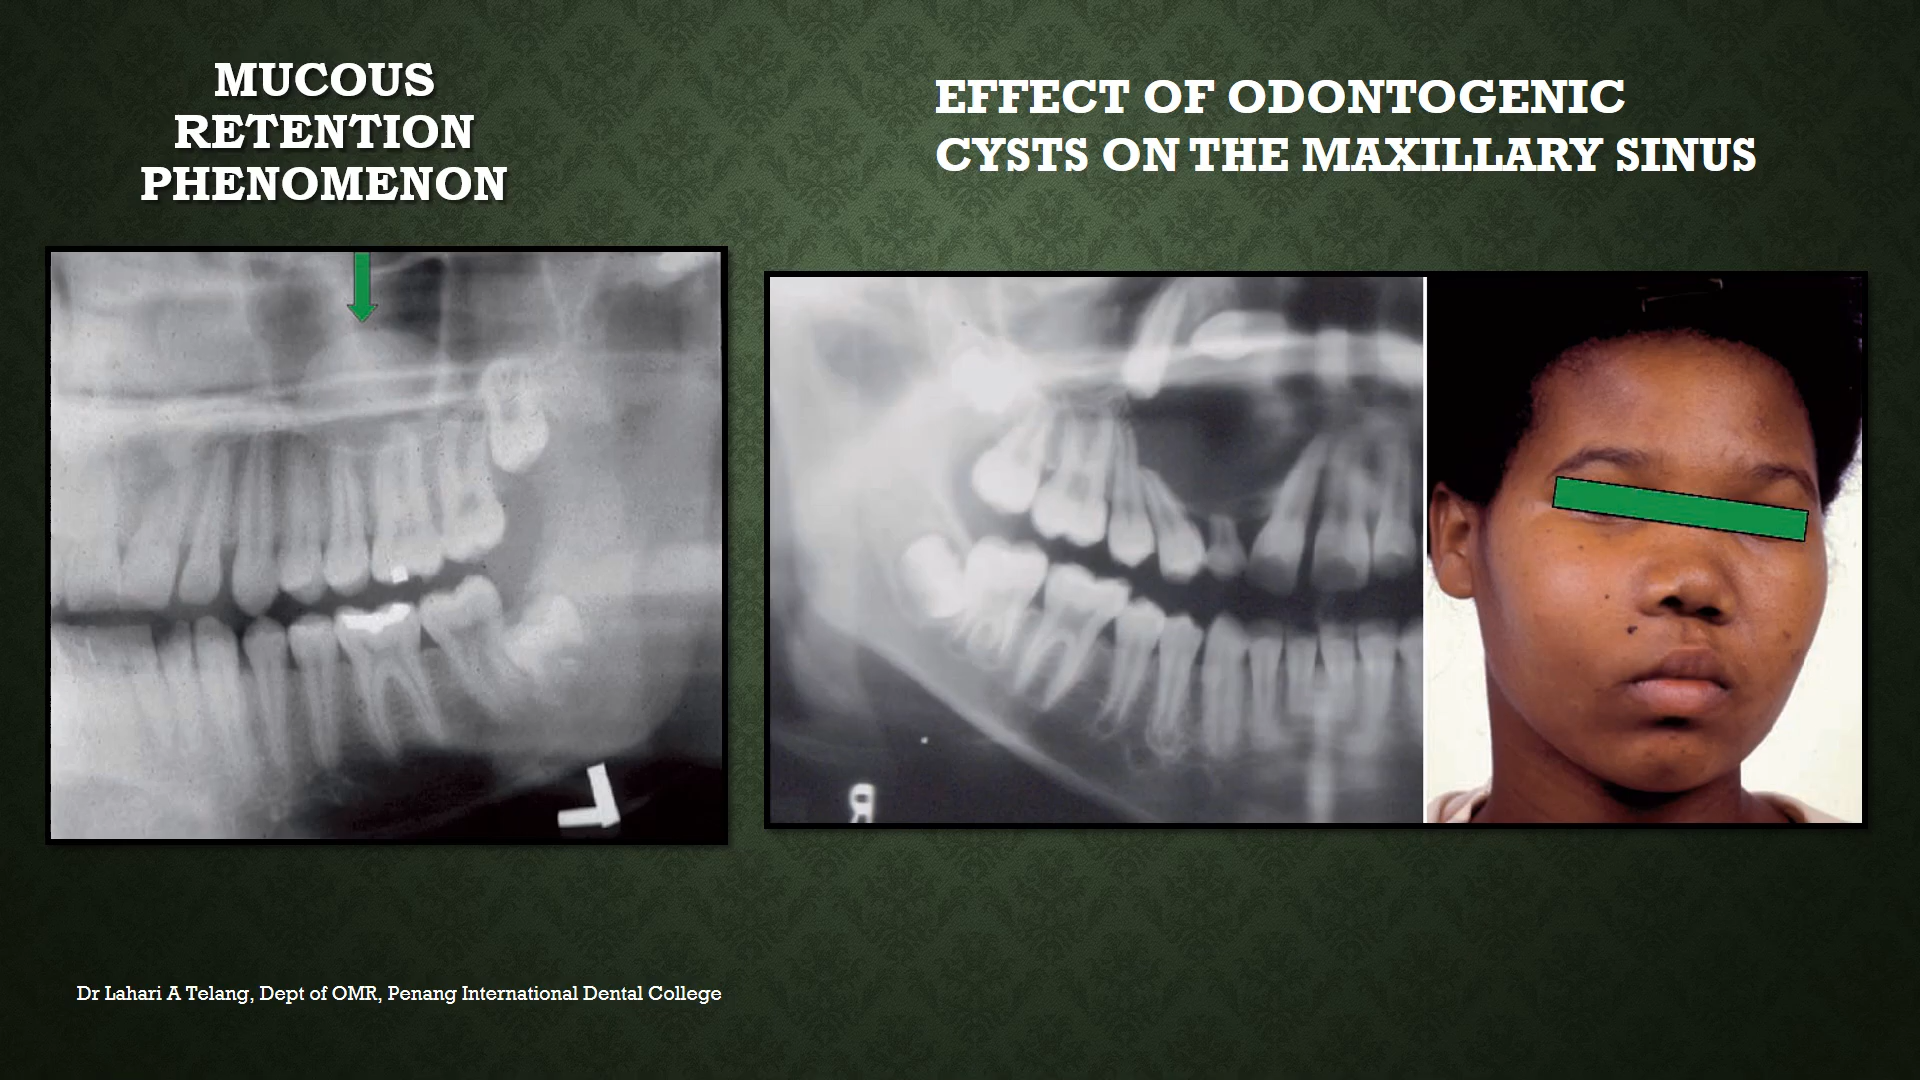 MUCOUS
RETENTION
PHENOMENON
EFFECT OF ODONTOGENIC
CYSTS ON THE MAXILLARY SINUS
L
R
Dr Lahari A Telang, Dept of OMR, Penang International Dental College